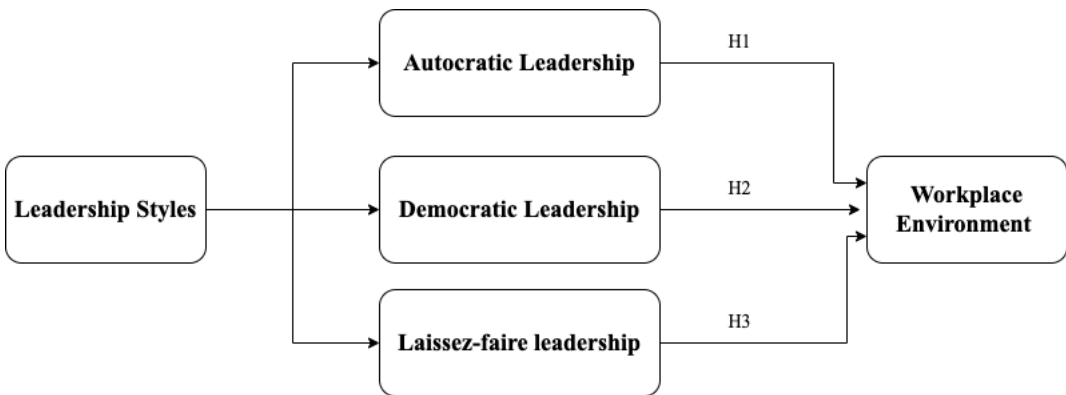 Autocratic Leadership
H1
Leadership Styles
Democratic Leadership
H2
Workplace
Environment
Laissez-faire leadership
H3